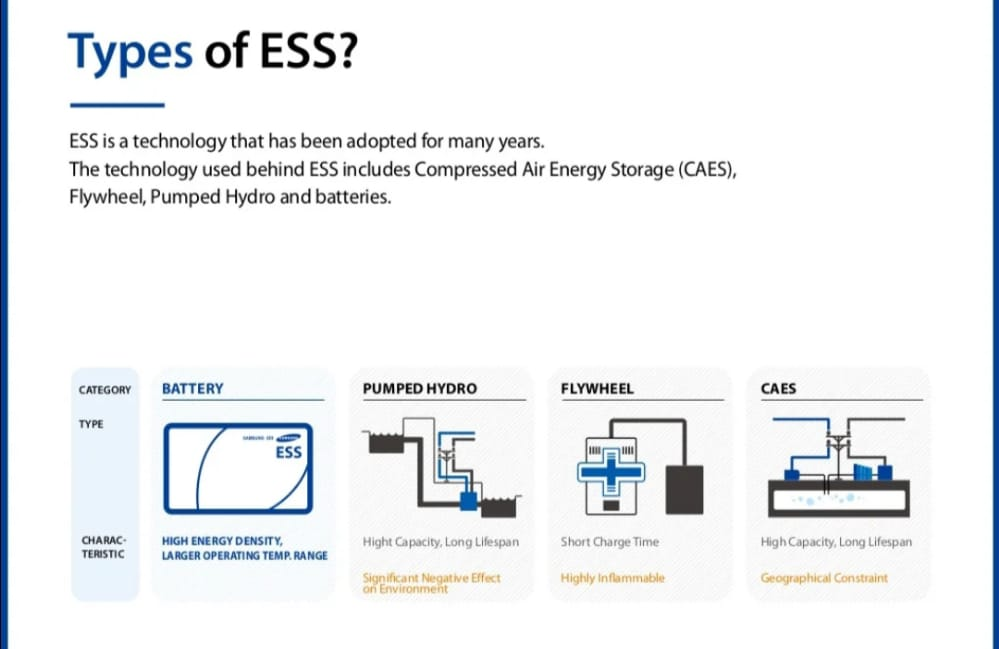 Types of ESS?
ESS is a technology that has been adopted for many years.
The technology used behind ESS includes Compressed Air Energy Storage (CAES),
Flywheel, Pumped Hydro and batteries.
CATEGORY
BATTERY
PUMPED HYDRO
FLYWHEEL
CAES
TYPE
SAMSUNG SDI
SAMSUNG
ESS
CHARAC-
TERISTIC
HIGH ENERGY DENSITY,
LARGER OPERATING TEMP. RANGE
Hight Capacity, Long Lifespan
Significant Negative Effect
on Environment
Short Charge Time
Highly Inflammable
High Capacity, Long Lifespan
Geographical Constraint